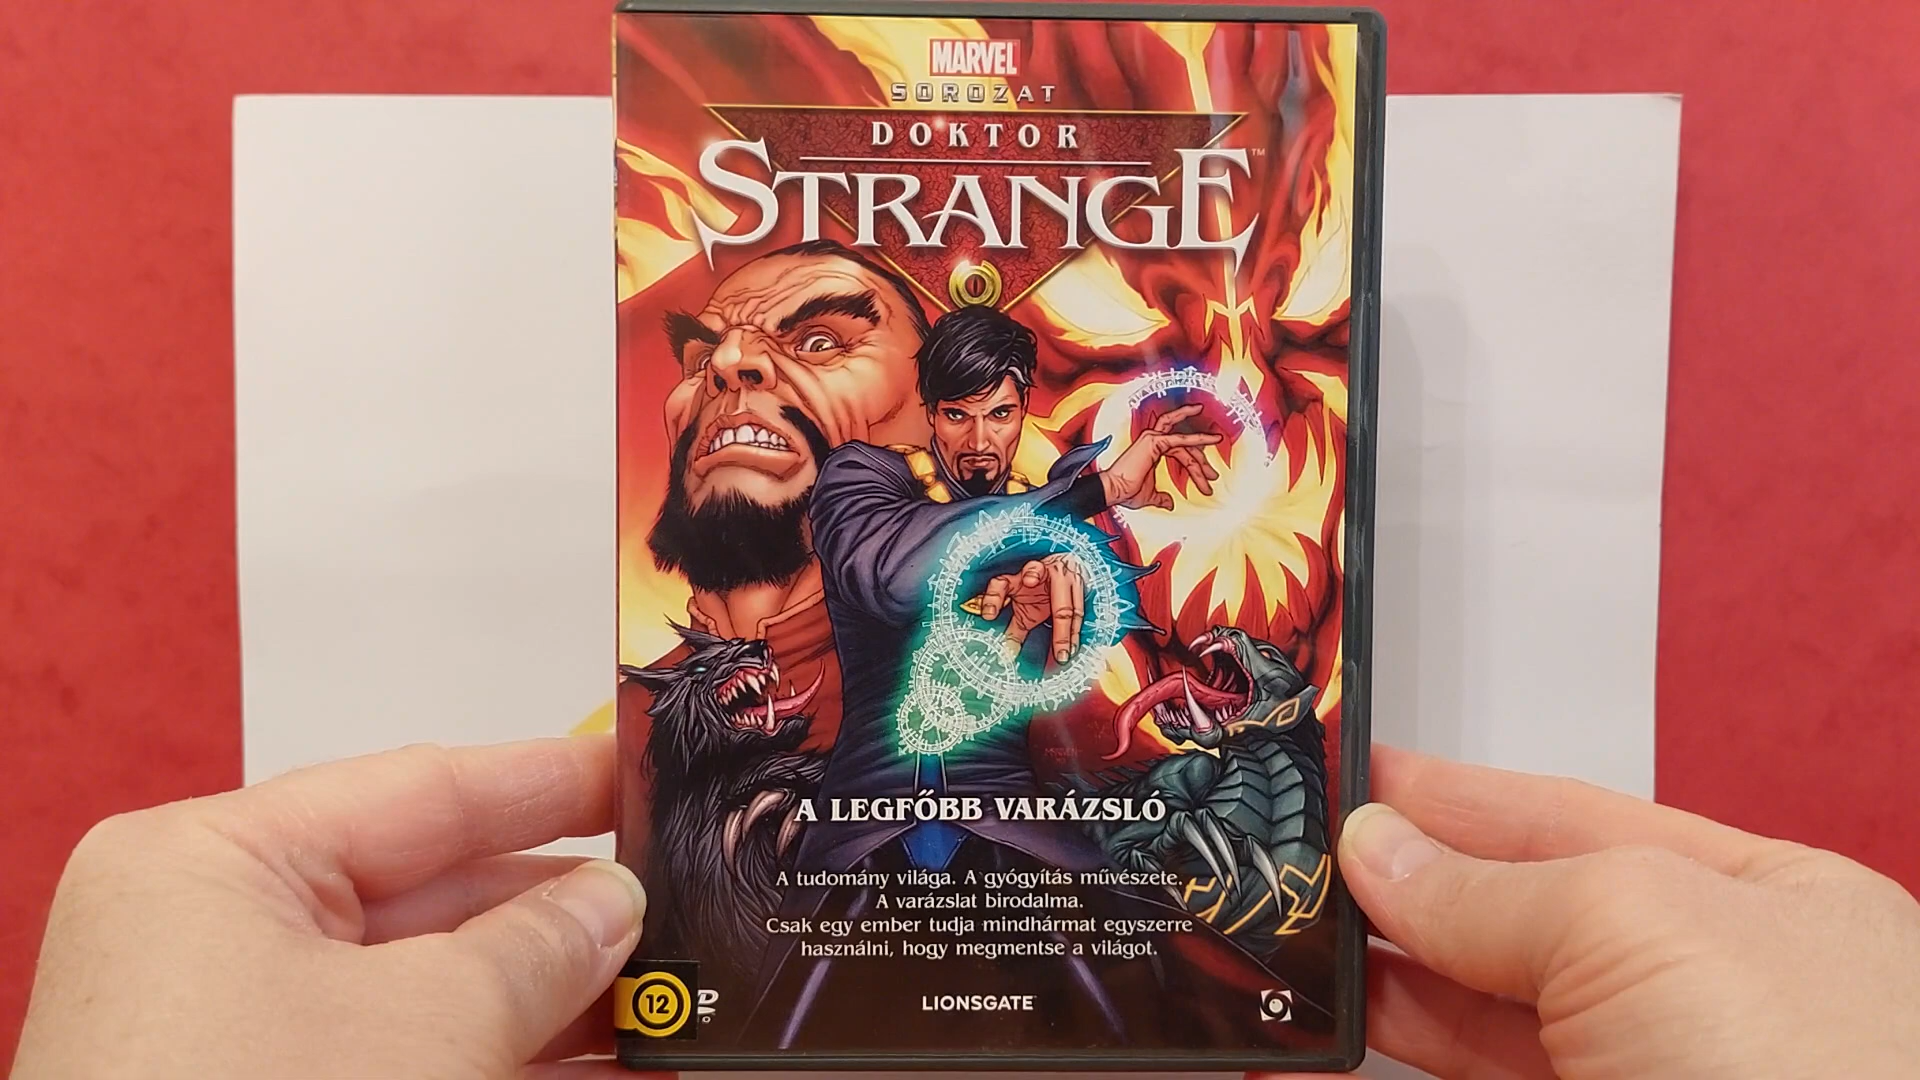 MARVEL
SOROZAT
DOKTOR
STRANGE™
A LEGFŐBB VARÁZSLÓ
A tudomány világa. A gyógyítás művészete.
A varázslat birodalma.
Csak egy ember tudja mindhármat egyszerre
használni, hogy megmentse a világot.
12
LIONSGATE